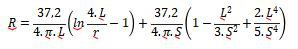 R = 37,2 / 4.π.L (ln 4.L / r − 1) + 37,2 / 4.π.S (1 − L² / 3.S² + 2.L⁴ / 5.S⁴)